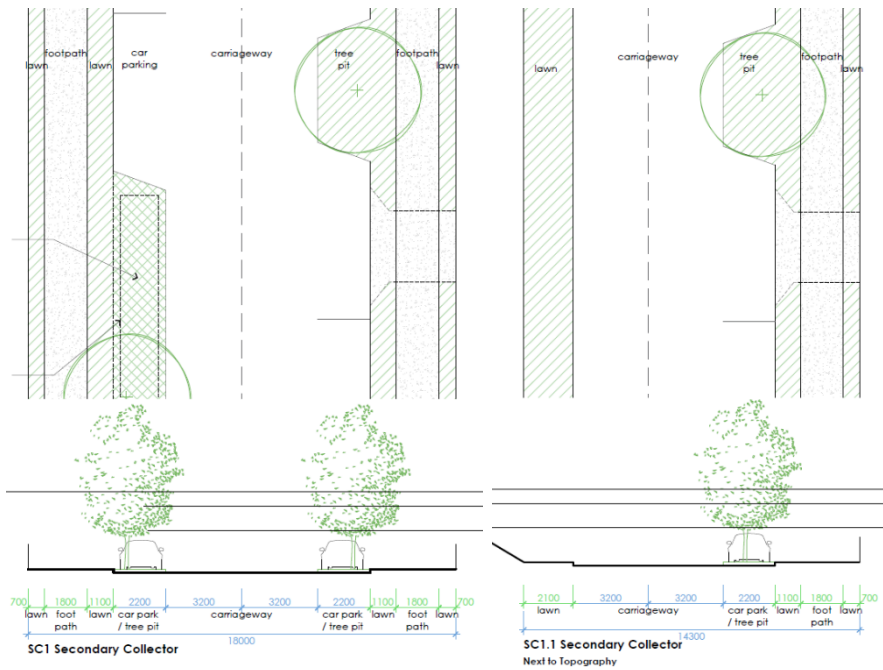 footpath
car
parking
carriageway
tree
pit
footpath
lawn
lawn
lawn
carriageway
tree
pit
footpath
lawn
lawn
700 1800 1100 2200 3200 3200 2200 1100 1800 700
lawn foot path lawn car park / tree pit carriageway car park / tree pit lawn foot path lawn
18000
SC1 Secondary Collector
2100 3200 3200 2200 1100 1800 700
lawn carriageway car park / tree pit lawn foot path lawn
14300
SC1.1 Secondary Collector
Next to Topography